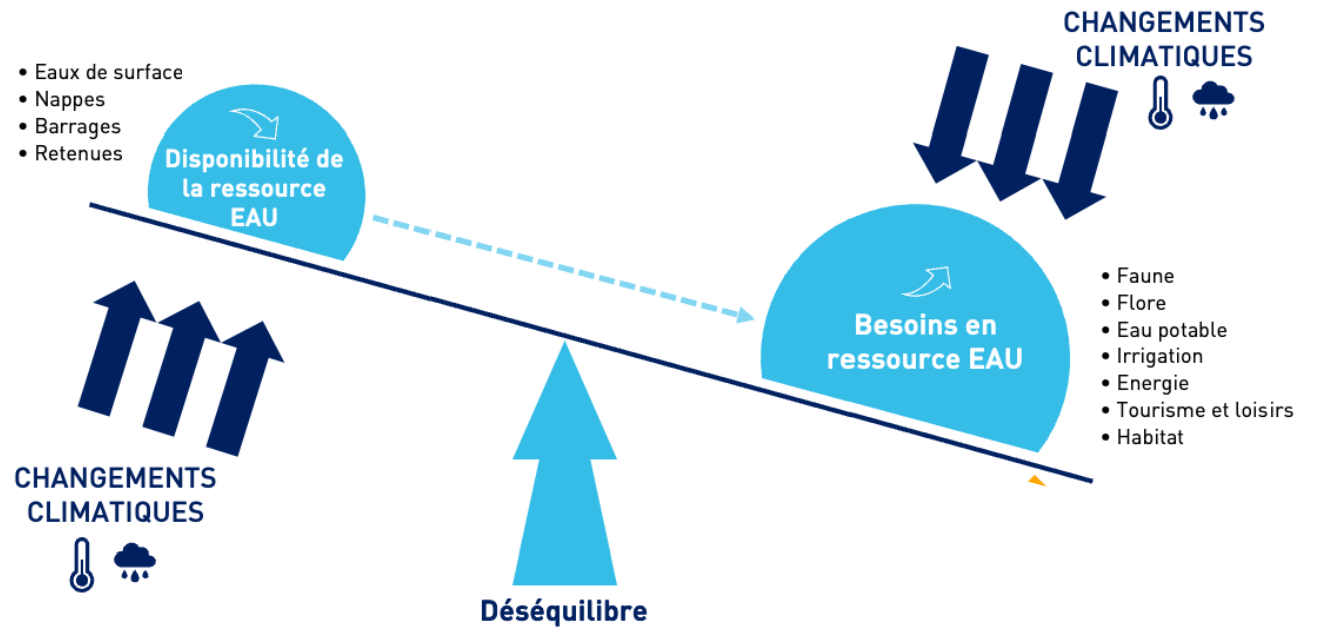 • Eaux de surface
• Nappes
• Barrages
• Retenues
Disponibilité de
la ressource
EAU
CHANGEMENTS
CLIMATIQUES
CHANGEMENTS
CLIMATIQUES
Besoins en
ressource EAU
• Faune
• Flore
• Eau potable
• Irrigation
• Energie
• Tourisme et loisirs
• Habitat
Déséquilibre